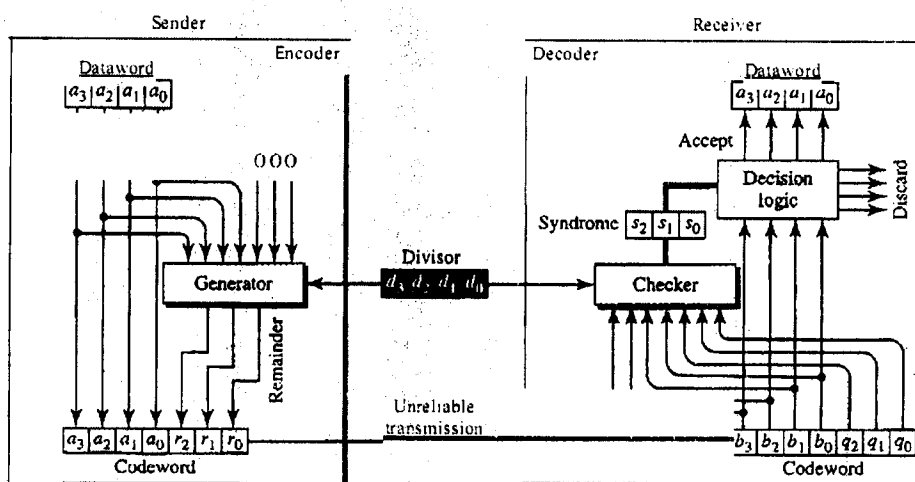 Sender
Receiver
Encoder
Decoder
Dataword
a3 a2 a1 a0
Dataword
a3 a2 a1 a0
Accept
000
Decision logic
Discard
Syndrome
s2 s1 s0
Divisor
d3 d2 d1 d0
Generator
Checker
Remainder
Unreliable
transmission
a3 a2 a1 a0 r2 r1 r0
Codeword
b3 b2 b1 b0 q2 q1 q0
Codeword